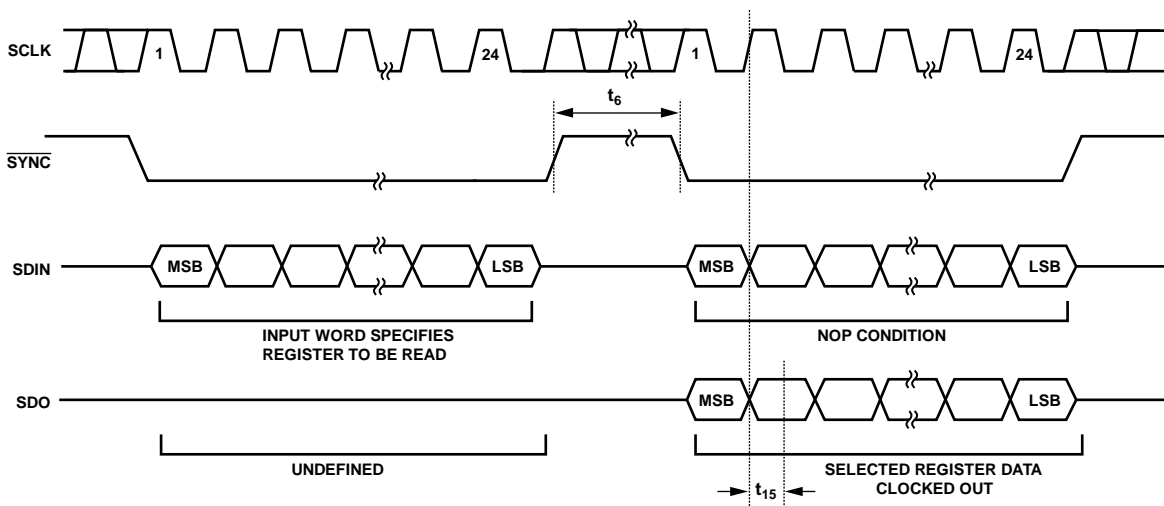 SCLK
1
24
1
24
t6
SYNC
SDIN
MSB
LSB
MSB
LSB
INPUT WORD SPECIFIES
REGISTER TO BE READ
NOP CONDITION
SDO
MSB
LSB
UNDEFINED
SELECTED REGISTER DATA
CLOCKED OUT
t15